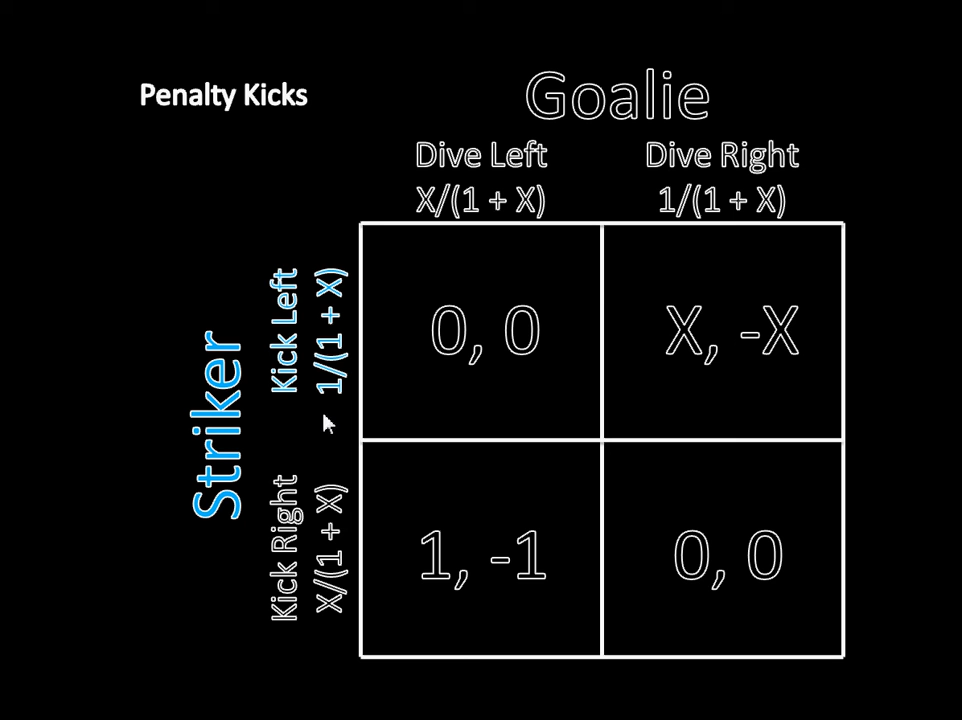 Penalty Kicks
Goalie
Dive Left
Dive Right
X/(1 + X)
1/(1 + X)
Striker
Kick Left
1/(1 + X)
0, 0
X, -X
Kick Right
X/(1 + X)
1, -1
0, 0